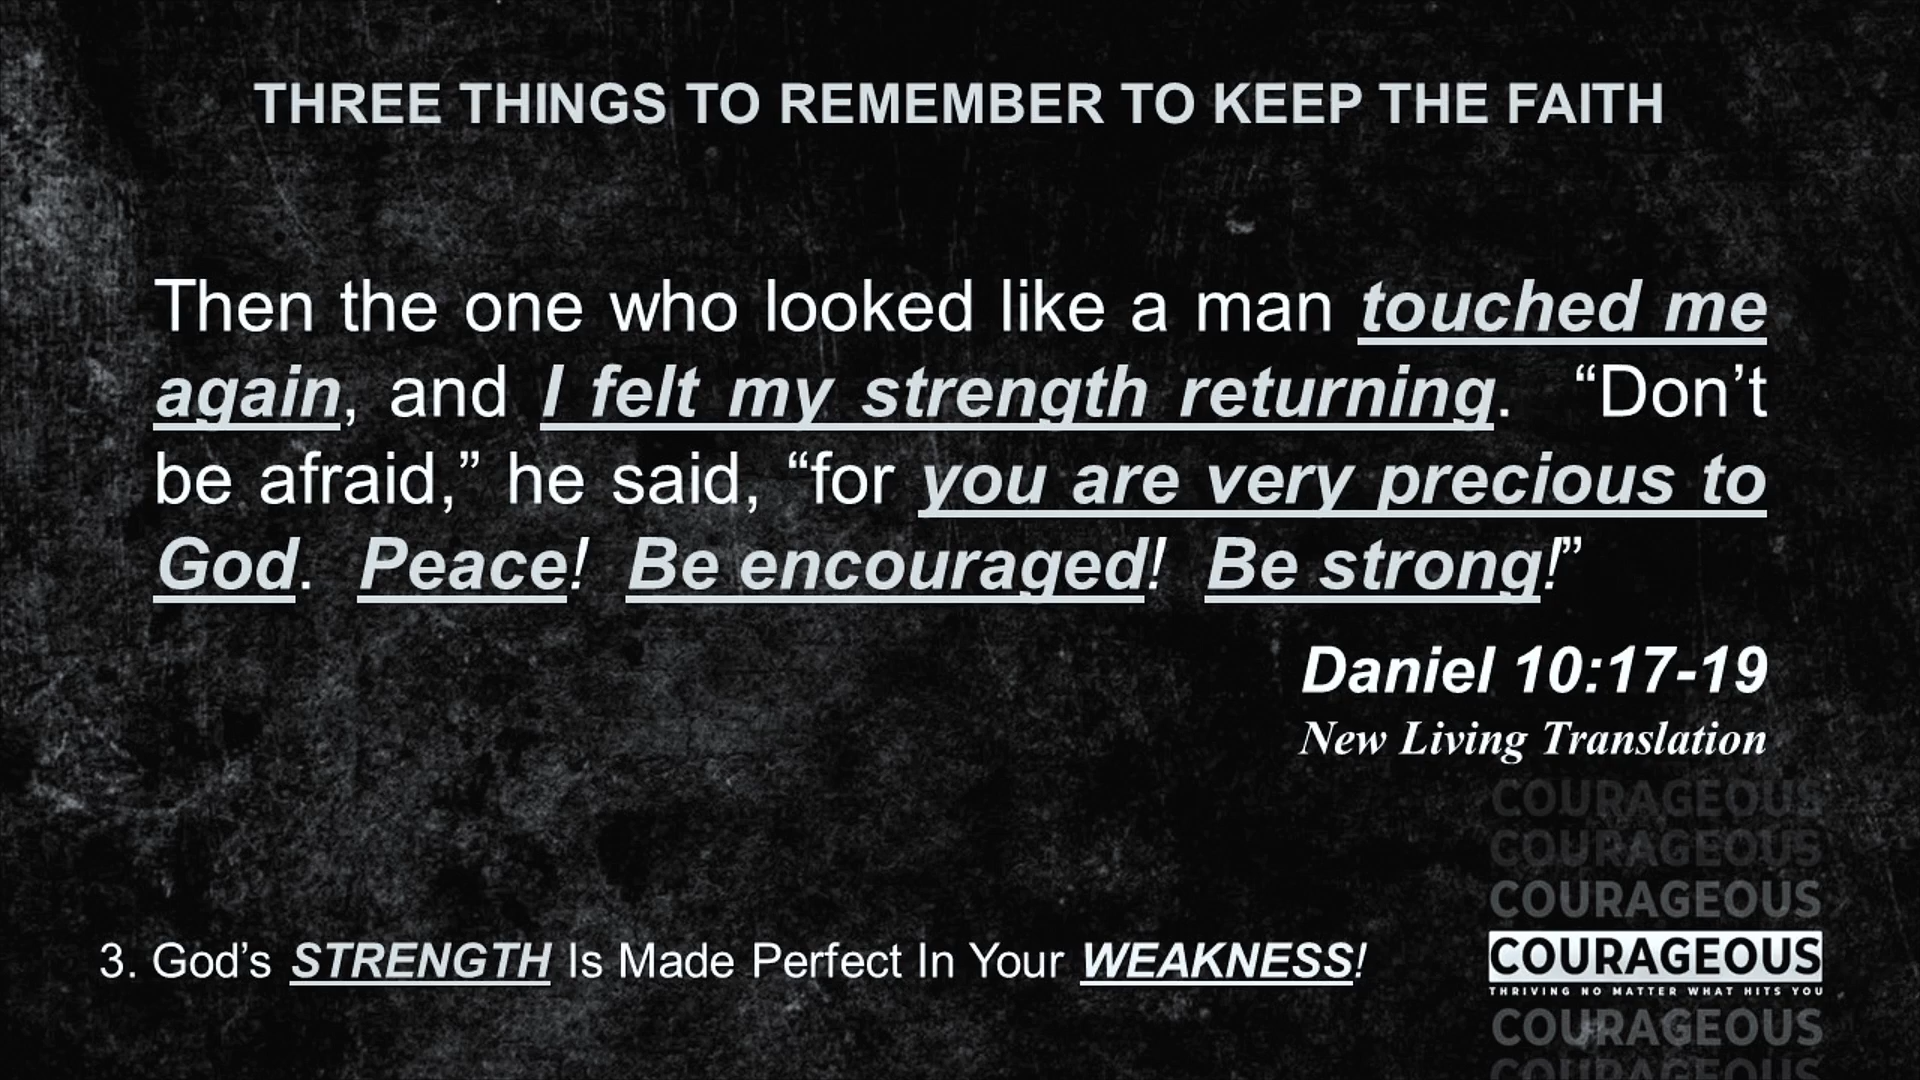 THREE THINGS TO REMEMBER TO KEEP THE FAITH
Then the one who looked like a man touched me
again, and I felt my strength returning.  “Don’t
be afraid,” he said, “for you are very precious to
God.  Peace!  Be encouraged!  Be strong!”
Daniel 10:17-19
New Living Translation
COURAGEOUS
COURAGEOUS
COURAGEOUS
3. God’s STRENGTH Is Made Perfect In Your WEAKNESS!
COURAGEOUS
THRIVING NO MATTER WHAT HITS YOU
COURAGEOUS
COURAGEOUS